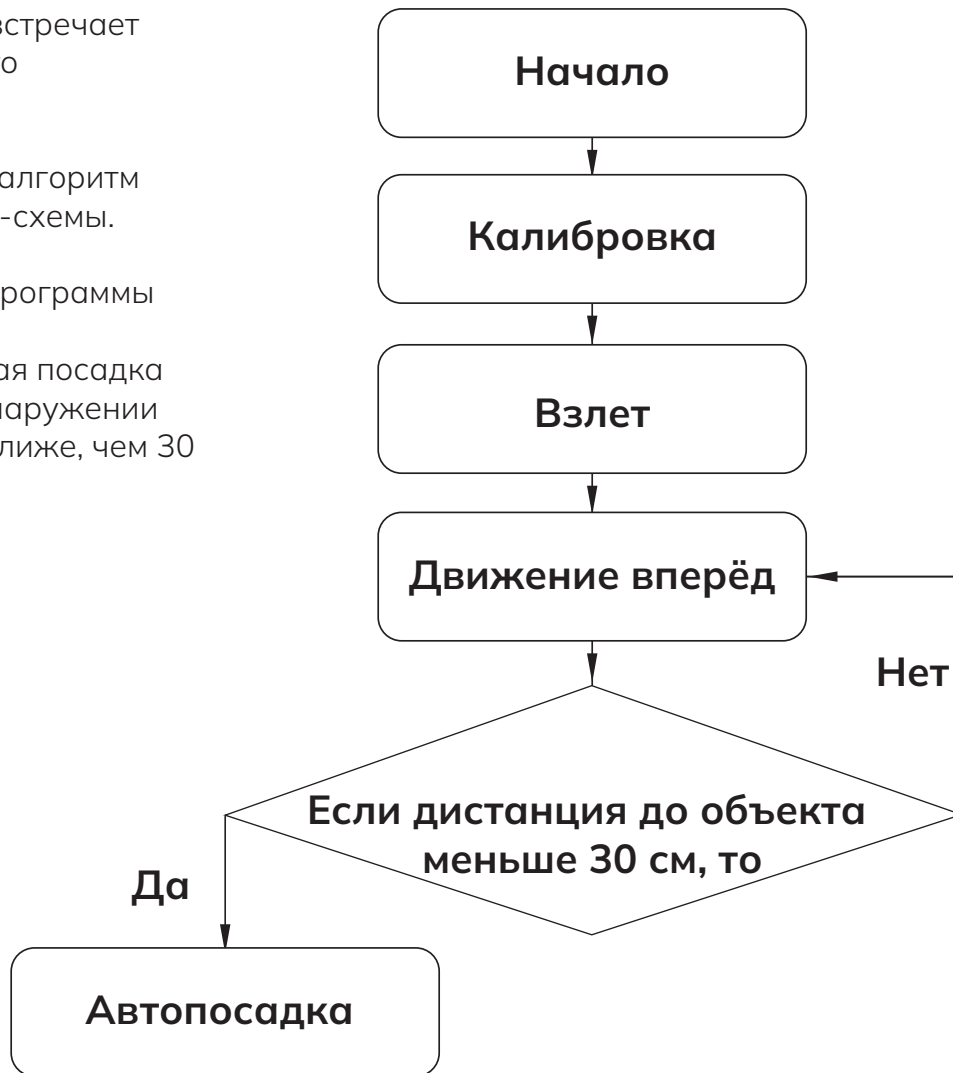 встречает
о
алгоритм
-схемы.
рограммы
ая посадка
наружении
лиже, чем 30
Начало
Калибровка
Взлет
Движение вперёд
Нет
Если дистанция до объекта
меньше 30 см, то
Да
Автопосадка